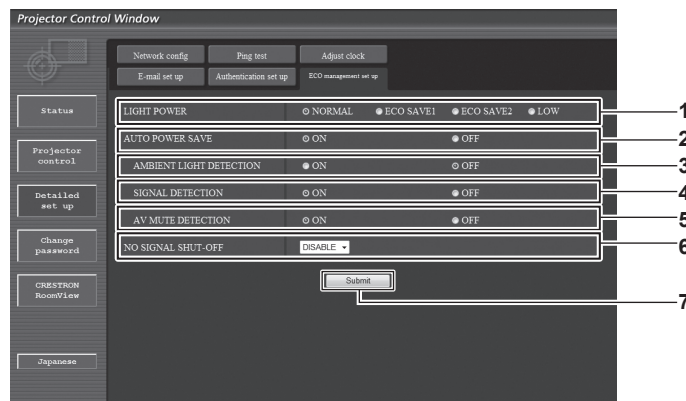 Projector Control Window
Network config Ping test Adjust clock
E-mail set up Authentication set up ECO management set up
Status
Projector control
Detailed set up
Change password
CRESTRON RoomView
Japanese
LIGHT POWER NORMAL ECO SAVE1 ECO SAVE2 LOW 1
AUTO POWER SAVE ON OFF 2
AMBIENT LIGHT DETECTION ON OFF 3
SIGNAL DETECTION ON OFF 4
AV MUTE DETECTION ON OFF 5
NO SIGNAL SHUT-OFF DISABLE 6
Submit 7